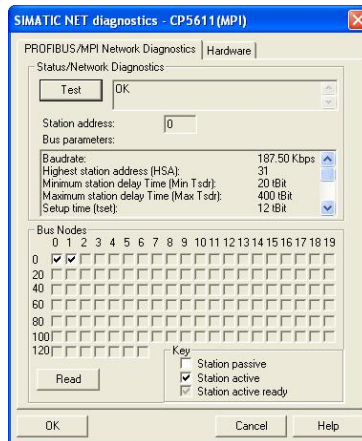 SIMATIC NET diagnostics - CP5611(MPI)
PROFIBUS/MPI Network Diagnostics Hardware
Status/Network Diagnostics
Test OK
Station address: 0
Bus parameters:
Baudrate: 187.50 Kbps
Highest station address (HSA): 31
Minimum station delay Time (Min Tsdr): 20 tBit
Maximum station delay Time (Max Tsdr): 400 tBit
Setup time (tset): 12 tBit
Bus Nodes
0 1 2 3 4 5 6 7 8 9 10 11 12 13 14 15 16 17 18 19
0
20
40
60
80
100
120
Key
Station passive
Station active
Station active ready
Read
OK Cancel Help